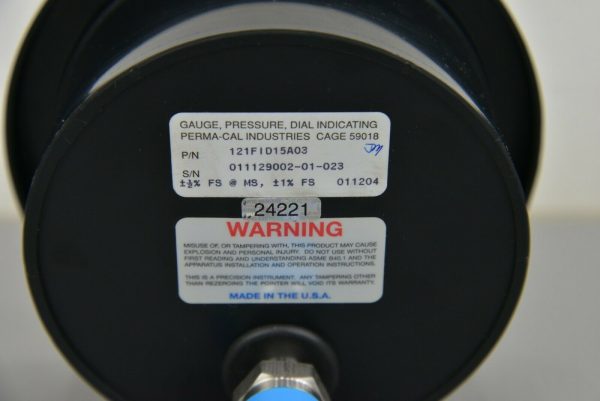 GAUGE, PRESSURE, DIAL INDICATING
PERMA-CAL INDUSTRIES CAGE 59018
P/N 121FID15A03
S/N 011129002-01-023
±½% FS @ MS, ±1% FS 011204
24221
WARNING
MISUSE OF, OR TAMPERING WITH, THIS PRODUCT MAY CAUSE
EXPLOSION AND PERSONAL INJURY. DO NOT USE WITHOUT
FIRST READING AND UNDERSTANDING ASME B40.1 AND THE
APPARATUS INSTALLATION AND OPERATION INSTRUCTIONS.
THIS IS A PRECISION INSTRUMENT. ANY TAMPERING OTHER
THAN REZEROING THE POINTER WILL VOID ITS WARRANTY.
MADE IN THE U.S.A.